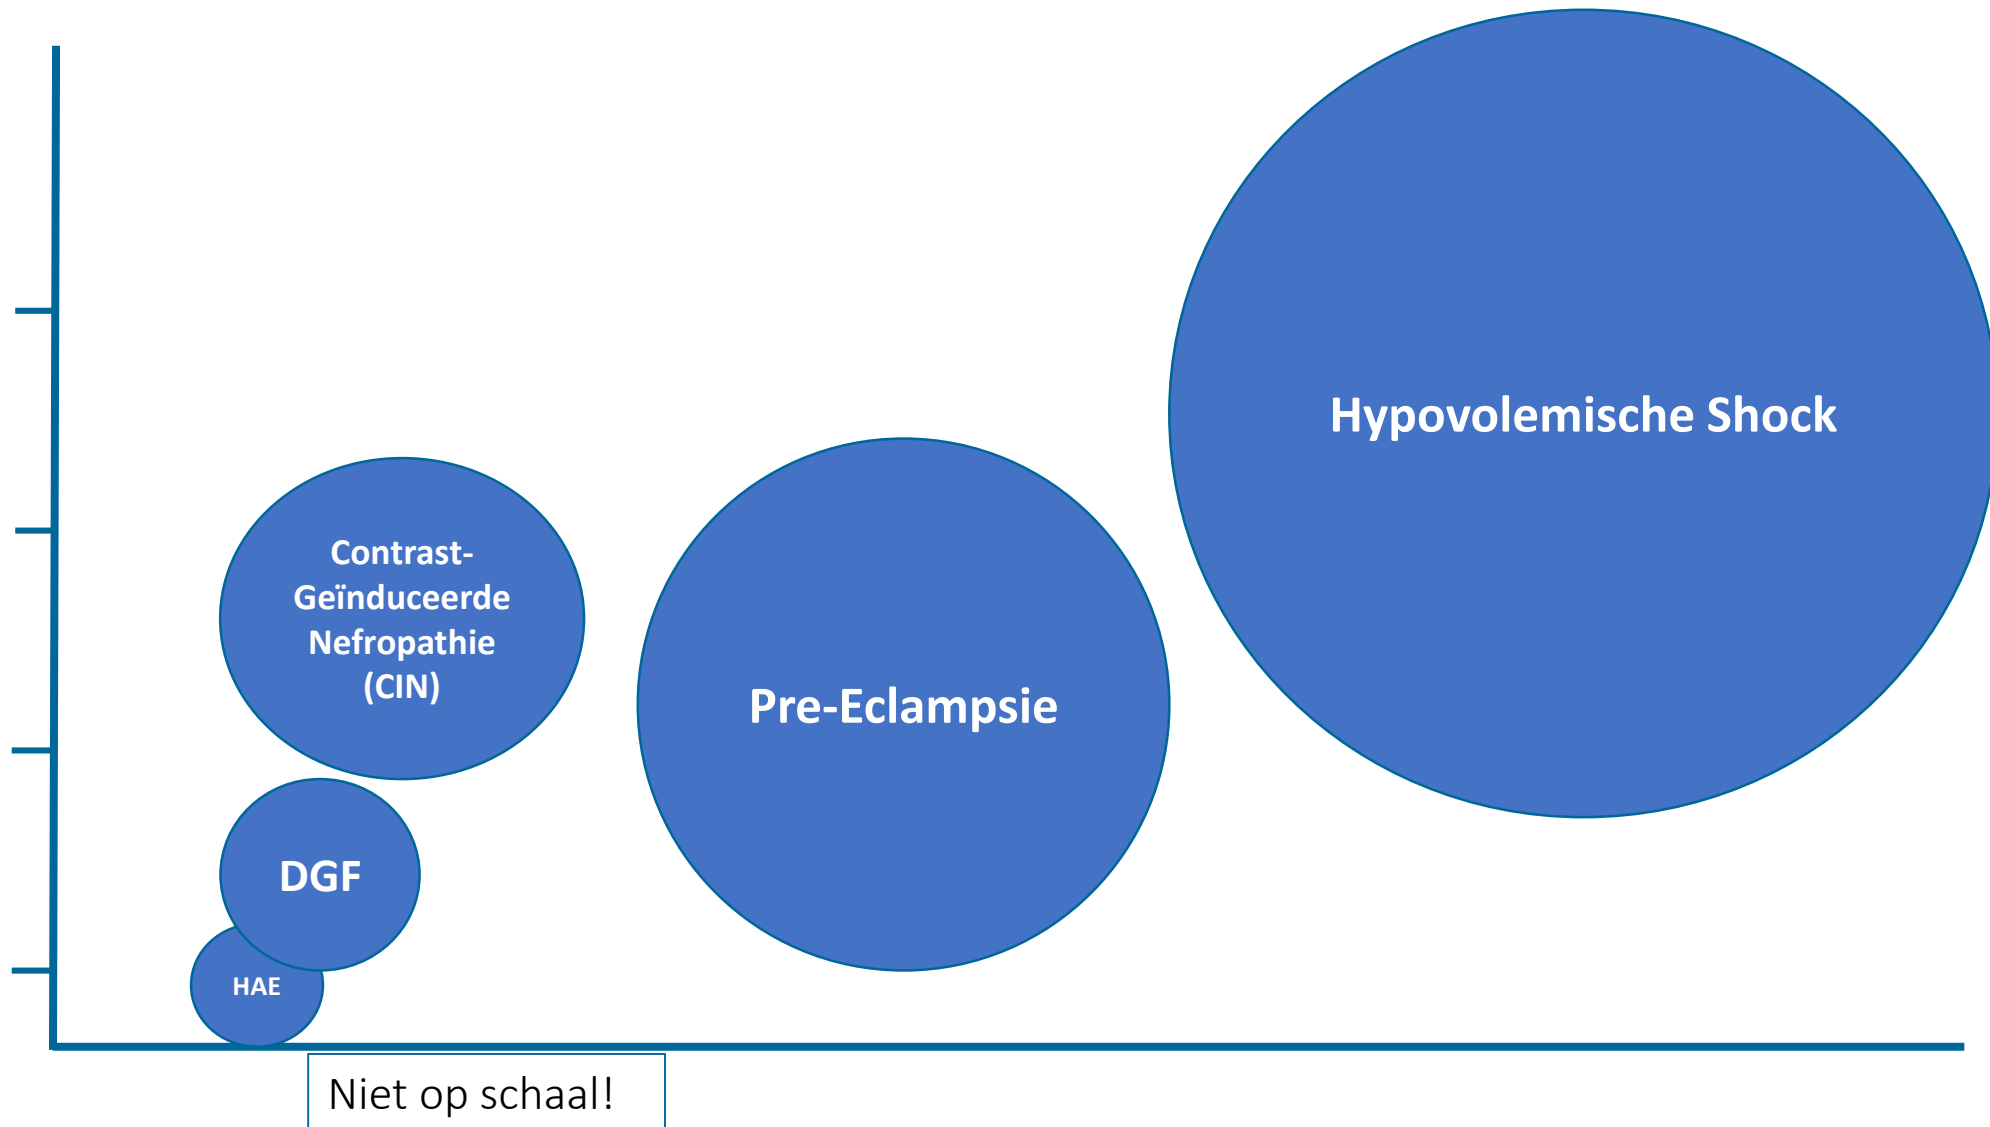 Hypovolemische Shock
Contrast-
Geïnduceerde
Nefropathie
(CIN)
Pre-Eclampsie
DGF
HAE
Niet op schaal!